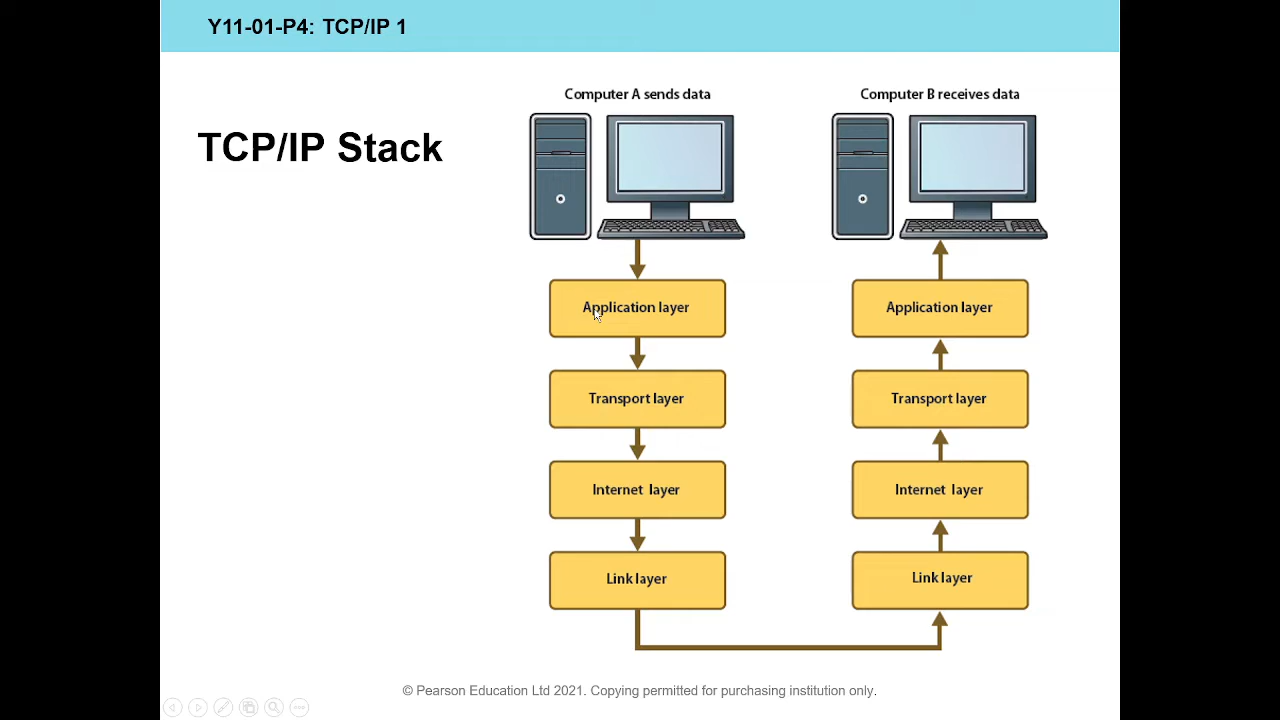 Y11-01-P4: TCP/IP 1
TCP/IP Stack
Computer A sends data
Application layer
Transport layer
Internet layer
Link layer
Computer B receives data
Application layer
Transport layer
Internet layer
Link layer
© Pearson Education Ltd 2021. Copying permitted for purchasing institution only.